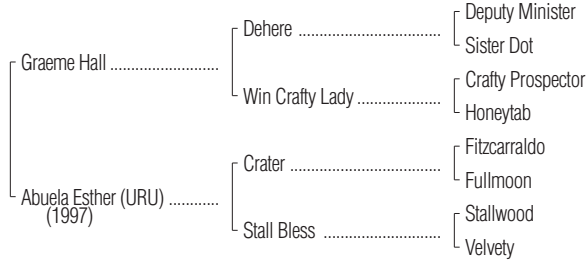 Deputy Minister
Dehere
Sister Dot
Graeme Hall
Crafty Prospector
Win Crafty Lady
Honeytab
Fitzcarraldo
Crater
Fullmoon
Abuela Esther (URU)
(1997)
Stallwood
Stall Bless
Velvety